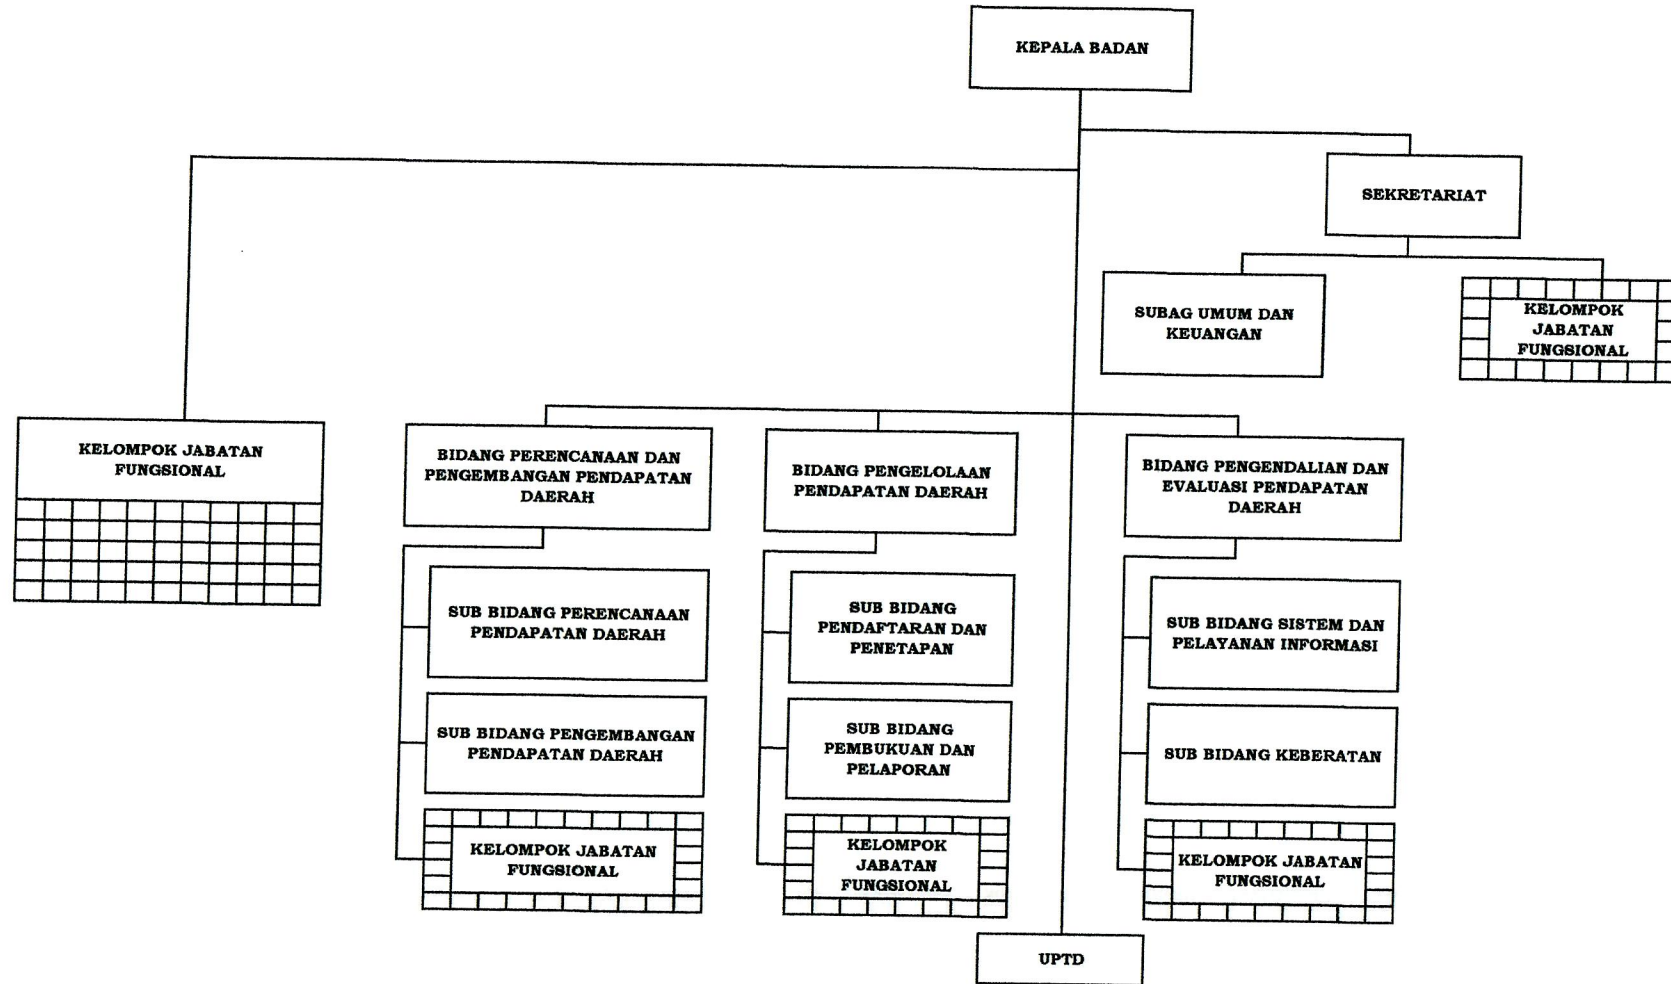 KEPALA BADAN
SEKRETARIAT
SUBAG UMUM DAN
KEUANGAN
KELOMPOK
JABATAN
FUNGSIONAL
KELOMPOK JABATAN
FUNGSIONAL
BIDANG PERENCANAAN DAN
PENGEMBANGAN PENDAPATAN
DAERAH
BIDANG PENGELOLAAN
PENDAPATAN DAERAH
BIDANG PENGENDALIAN DAN
EVALUASI PENDAPATAN
DAERAH
SUB BIDANG PERENCANAAN
PENDAPATAN DAERAH
SUB BIDANG
PENDAFTARAN DAN
PENETAPAN
SUB BIDANG SISTEM DAN
PELAYANAN INFORMASI
SUB BIDANG PENGEMBANGAN
PENDAPATAN DAERAH
SUB BIDANG
PEMBUKUAN DAN
PELAPORAN
SUB BIDANG KEBERATAN
KELOMPOK JABATAN
FUNGSIONAL
KELOMPOK
JABATAN
FUNGSIONAL
KELOMPOK JABATAN
FUNGSIONAL
UPTD